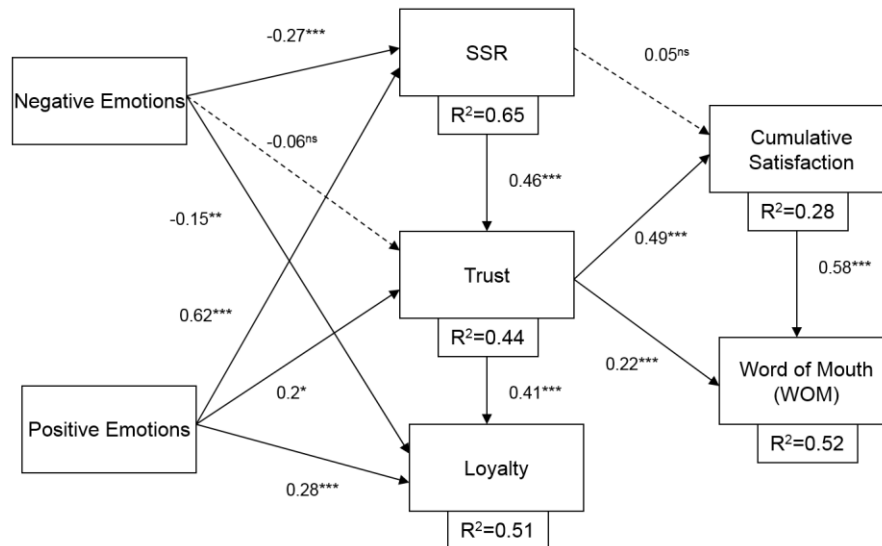 -0.27***
SSR
0.05ⁿˢ
Negative Emotions
R²=0.65
-0.06ⁿˢ
Cumulative
Satisfaction
R²=0.28
0.46***
-0.15**
0.49***
Trust
0.58***
0.62***
R²=0.44
0.22***
Word of Mouth
(WOM)
0.2*
0.41***
Positive Emotions
R²=0.52
Loyalty
0.28***
R²=0.51